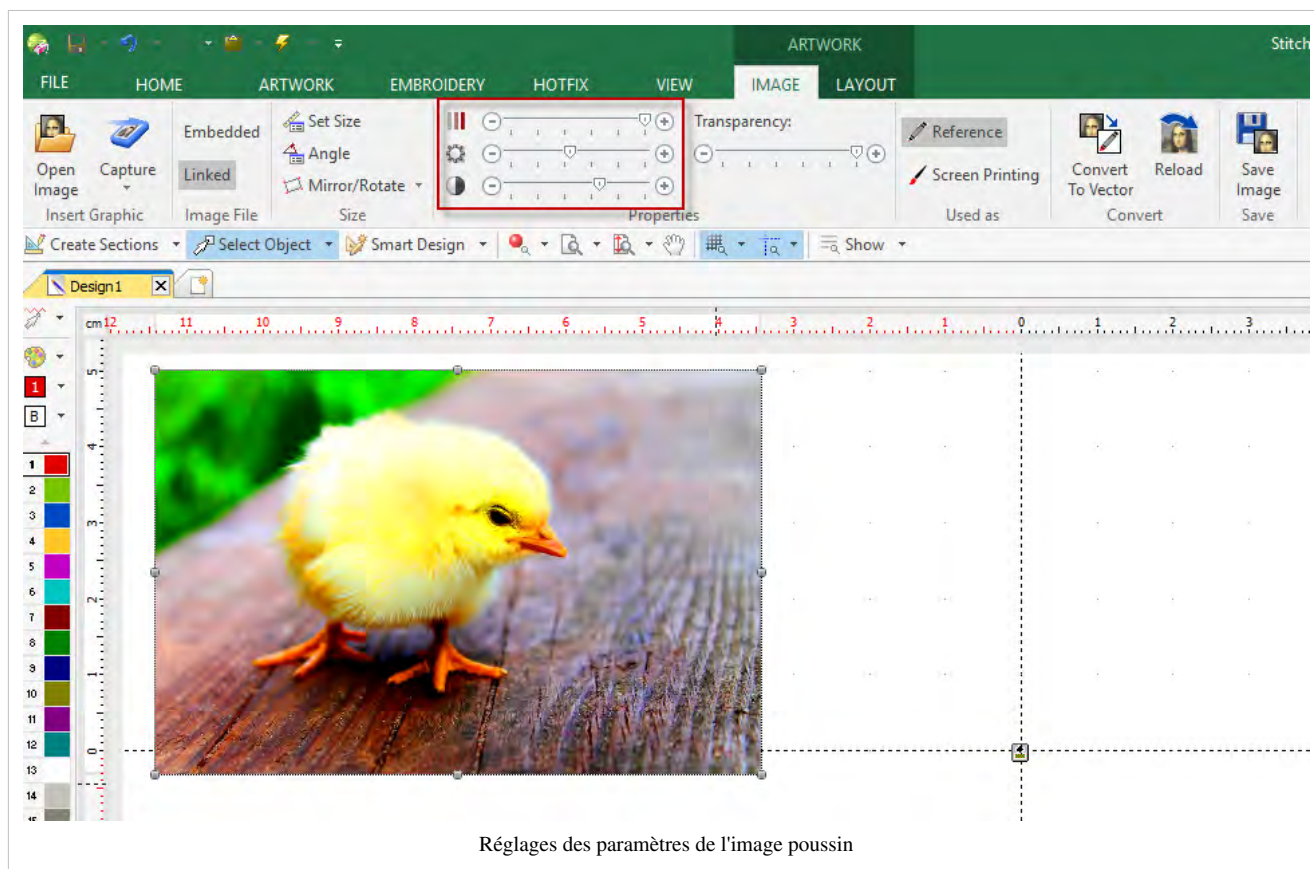 ARTWORK
Stitch
FILE HOME ARTWORK EMBROIDERY HOTFIX VIEW IMAGE LAYOUT
Open Image
Capture
Insert Graphic
Embedded
Linked
Image File
Set Size
Angle
Mirror/Rotate
Size
Transparency:
Properties
Reference
Screen Printing
Used as
Convert To Vector
Reload
Convert
Save Image
Save
Create Sections Select Object Smart Design Show
Design1
cm 12 11 10 9 8 7 6 5 4 3 2 1 0 1 2 3
5
4
3
2
1
0
1
B
1
2
3
4
5
6
7
8
9
10
11
12
13
14
15
Réglages des paramètres de l'image poussin